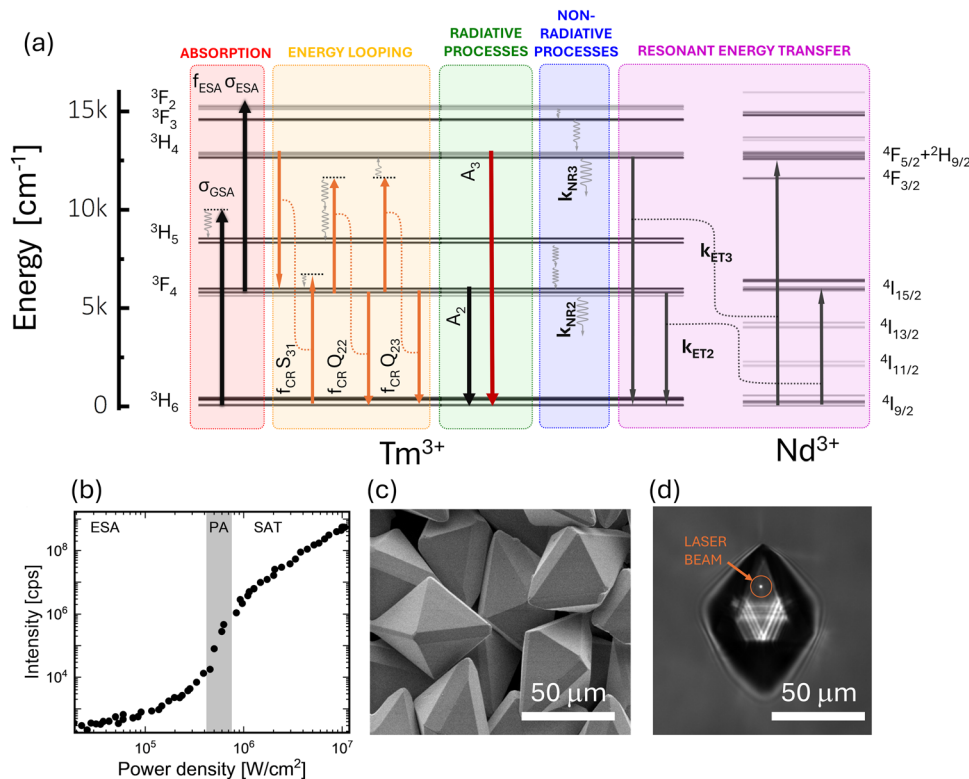 (a)
ABSORPTION
ENERGY LOOPING
RADIATIVE
PROCESSES
NON-
RADIATIVE
PROCESSES
RESONANT ENERGY TRANSFER
Energy [cm⁻¹]
15k
10k
5k
0
³F₂
³F₃
³H₄
³H₅
³F₄
³H₆
f_ESA σ_ESA
σ_GSA
f_CR S₃₁
f_CR Q₂₂
f_CR Q₂₃
A₂
A₃
k_NR3
k_NR2
k_ET3
k_ET2
⁴F₅/₂+²H₉/₂
⁴F₃/₂
⁴I₁₅/₂
⁴I₁₃/₂
⁴I₁₁/₂
⁴I₉/₂
Tm³⁺
Nd³⁺
(b)
ESA
PA
SAT
Intensity [cps]
10⁸
10⁶
10⁴
10⁵
10⁶
10⁷
Power density [W/cm²]
(c)
50 μm
(d)
LASER
BEAM
50 μm